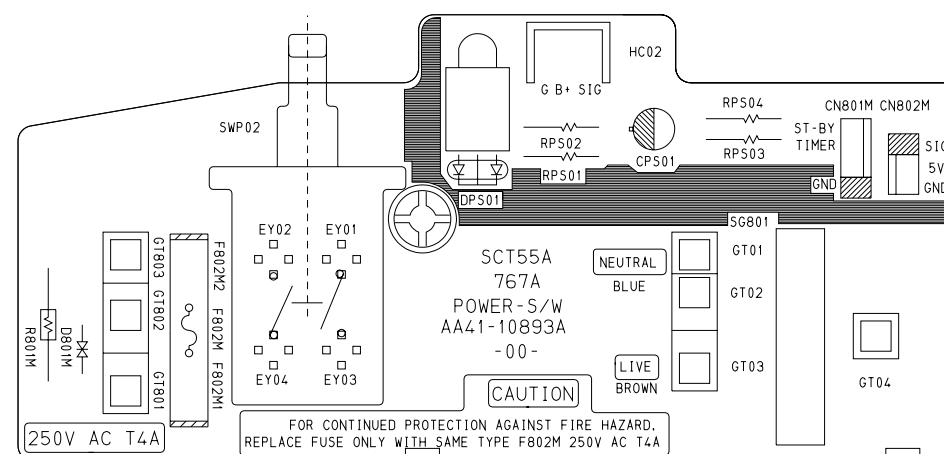 HC02
G B+ SIG
SWP02
RPS04
CN801M CN802M
ST-BY
TIMER
RPS02
CPS01
RPS03
SIG
5V
GND
RPS01
GND
DPS01
SG801
EY02
EY01
GT803
F802M2
SCT55A
767A
POWER-S/W
AA41-10893A
-00-
NEUTRAL
BLUE
GT01
GT02
GT802
F802M
R801M
D801M
LIVE
BROWN
GT03
GT04
EY04
EY03
GT801
F802M1
CAUTION
250V AC T4A
FOR CONTINUED PROTECTION AGAINST FIRE HAZARD,
REPLACE FUSE ONLY WITH SAME TYPE F802M 250V AC T4A